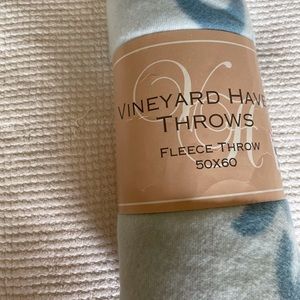 VINEYARD HAVE
THROWS
FLEECE THROW
50X60